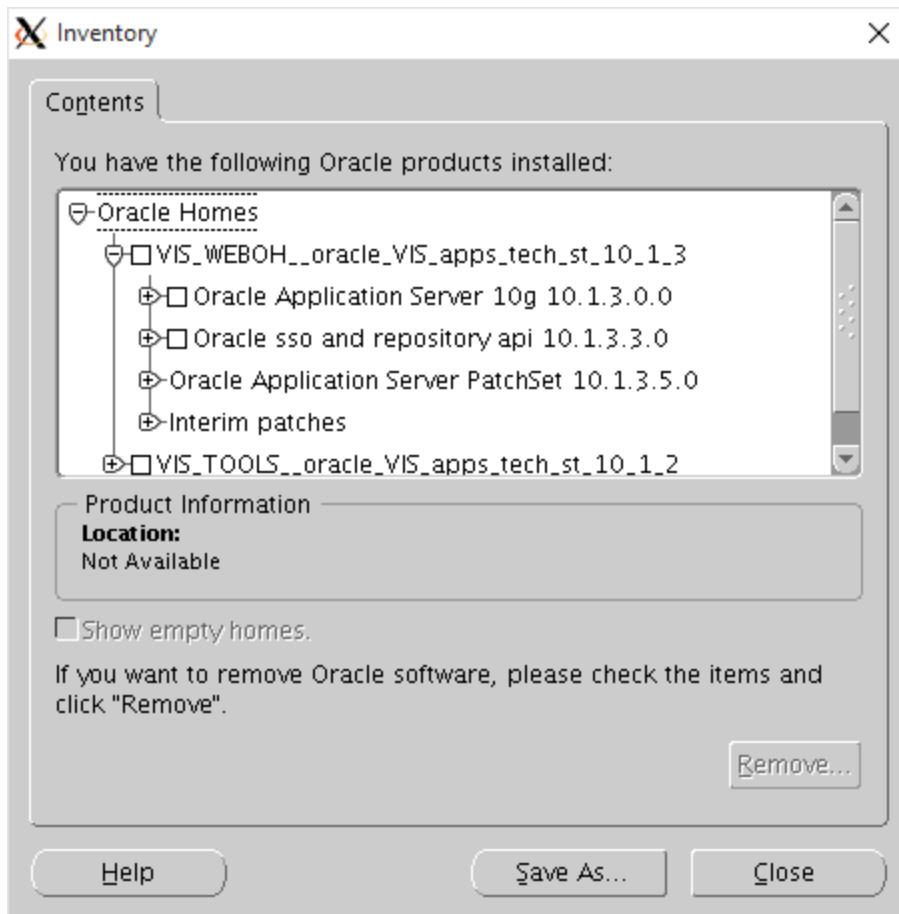 Inventory
Contents
You have the following Oracle products installed:
Oracle Homes
VIS_WEBOH__oracle_VIS_apps_tech_st_10_1_3
Oracle Application Server 10g 10.1.3.0.0
Oracle sso and repository api 10.1.3.3.0
Oracle Application Server PatchSet 10.1.3.5.0
Interim patches
VIS_TOOLS__oracle_VIS_apps_tech_st_10_1_2
Product Information
Location:
Not Available
Show empty homes.
If you want to remove Oracle software, please check the items and
click "Remove".
Remove...
Help
Save As...
Close